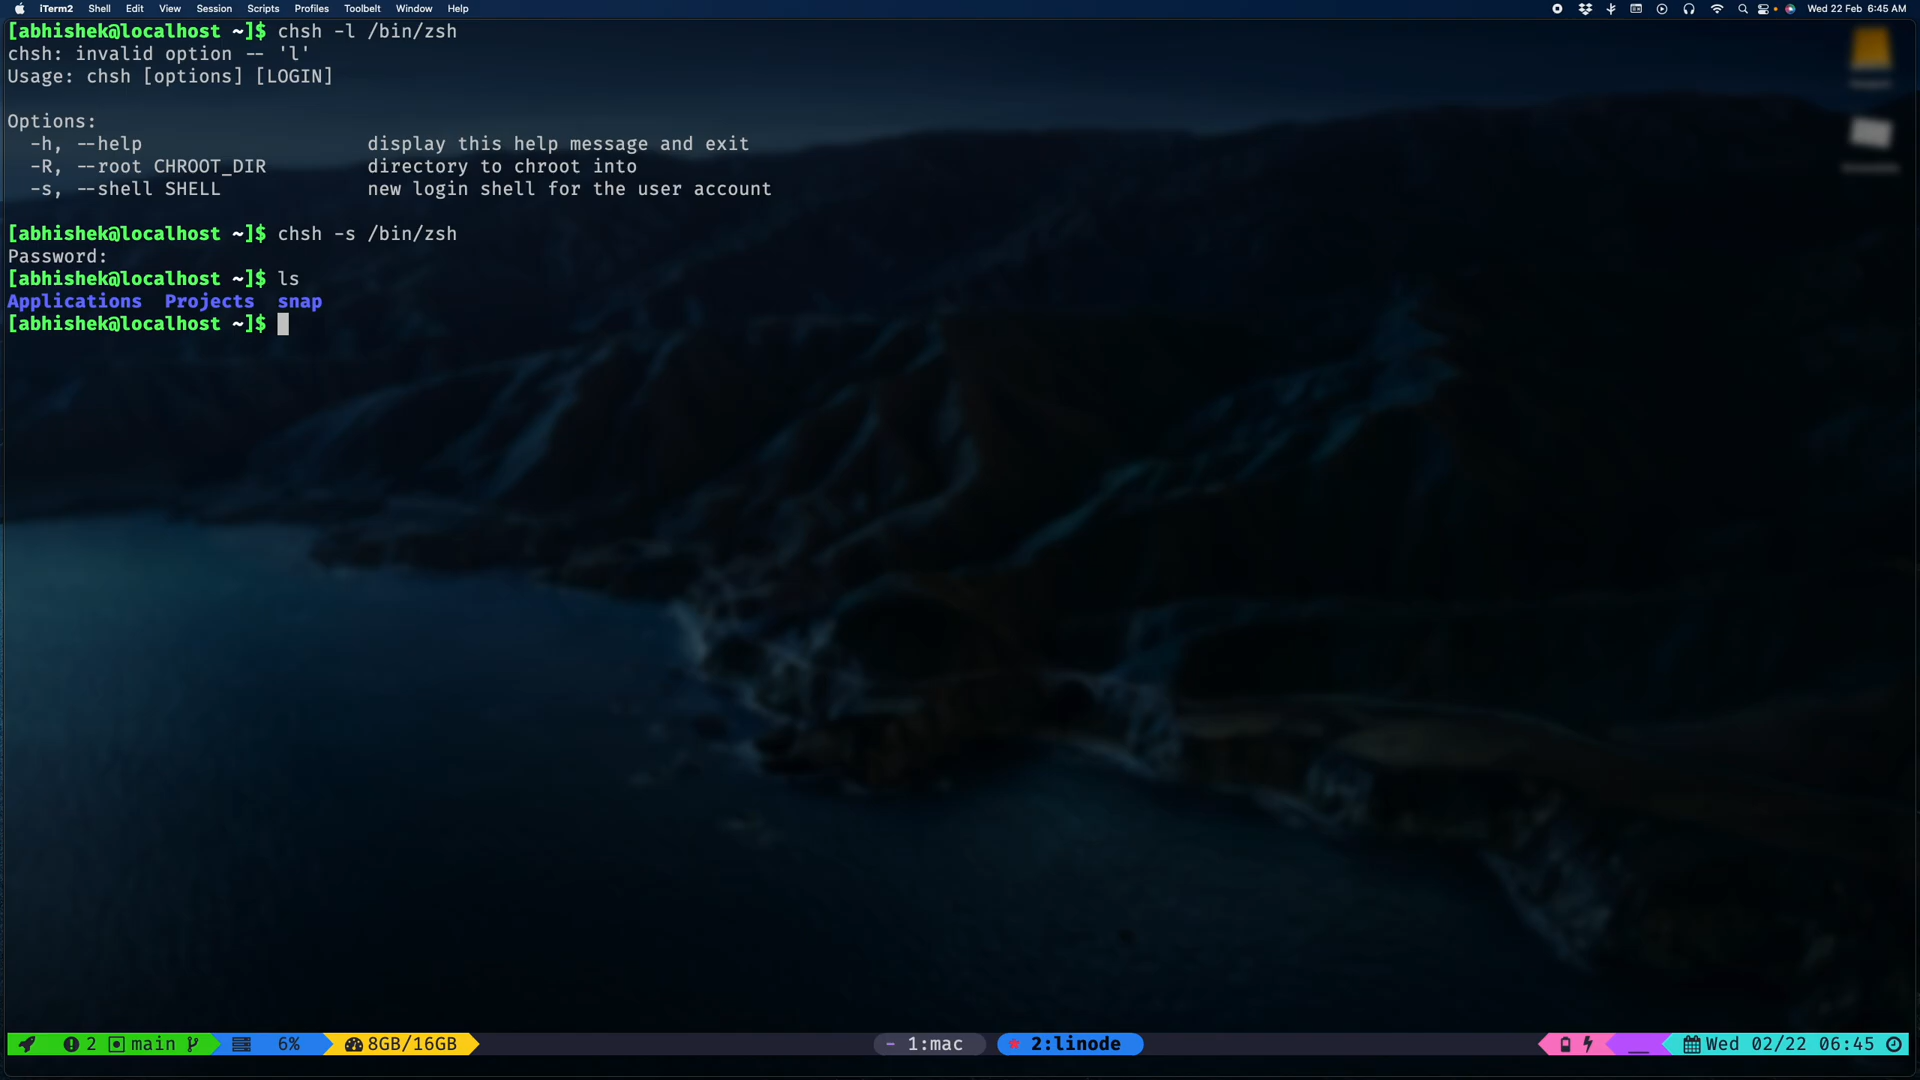 iTerm2 Shell Edit View Session Scripts Profiles Toolbelt Window Help Wed 22 Feb 6:45 AM
[abhishek@localhost ~]$ chsh -l /bin/zsh
chsh: invalid option -- 'l'
Usage: chsh [options] [LOGIN]
Options:
-h, --help display this help message and exit
-R, --root CHROOT_DIR directory to chroot into
-s, --shell SHELL new login shell for the user account
[abhishek@localhost ~]$ chsh -s /bin/zsh
Password:
[abhishek@localhost ~]$ ls
Applications Projects snap
[abhishek@localhost ~]$
2 main 6% 8GB/16GB - 1:mac * 2:linode Wed 02/22 06:45